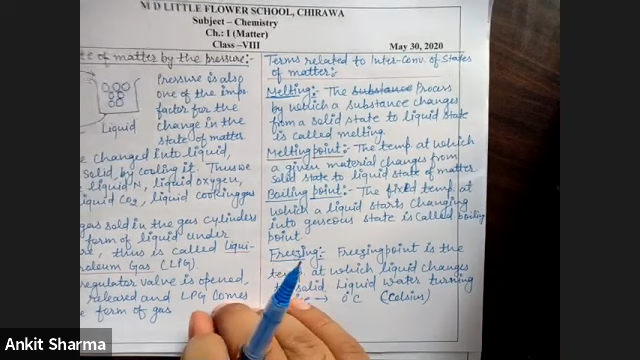 M D LITTLE FLOWER SCHOOL, CHIRAWA
Subject – Chemistry
Ch.: I (Matter)
Class –VIII
May 30, 2020
of matter by the pressure:-
Pressure is also
one of the imp.
factor for the
change in the
state of matter
Liquid
changed into liquid,
solid by cooling it. Thus we
liquid N, liquid oxygen,
liquid CO2 liquid cooking gas
gas sold in the gas cylinders
form of liquid under
thus is called Liqui-
roleum Gas (LPG)
regulator valve is opened,
released and LPG comes
form of gas
Terms related to Inter-Conv. of States
of matter:-
Melting:- The substance Process
by which a substance changes
from a solid state to liquid state
is called melting.
Melting point:- The temp. at which
a given material changes from
solid state to liquid state of matter.
Boiling point:- The fixed temp. at
which a liquid starts changing
into gaseous state is called boiling
point.
Freezing:- Freezing point is the
temp. at which liquid changes
solid. Liquid water turning
→ 0°C (Celsius)
Ankit Sharma